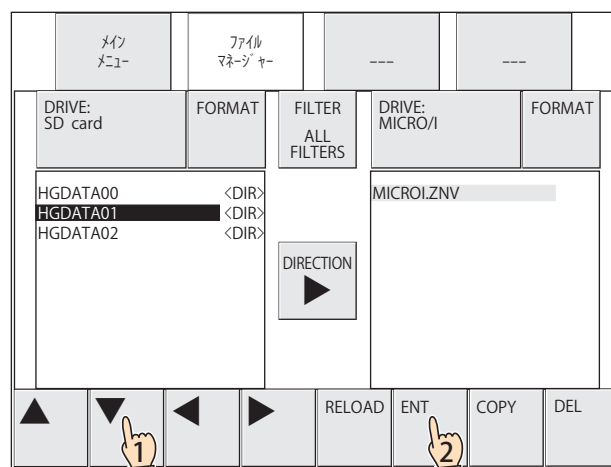 ﾒｲﾝ
ﾒﾆｭｰ
ﾌｧｲﾙ
ﾏﾈｰｼﾞｬｰ
---
---
DRIVE:
SD card
FORMAT
FILTER
ALL
FILTERS
DRIVE:
MICRO/I
FORMAT
HGDATA00 <DIR>
HGDATA01 <DIR>
HGDATA02 <DIR>
MICROI.ZNV
DIRECTION
RELOAD
ENT
COPY
DEL
1
2